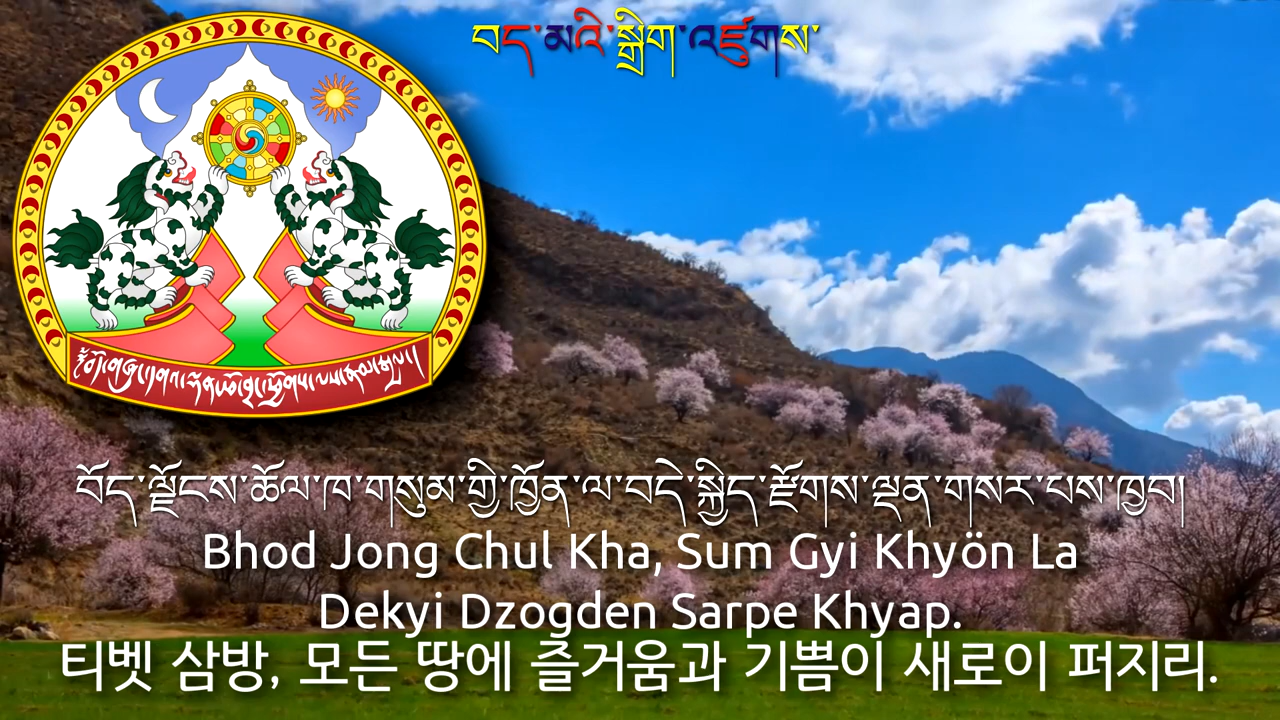 བད་མའི་སྒྲིག་འཛུགས་
བོད་ལྗོངས་ཆོལ་ཁ་གསུམ་གྱི་ཁྱོན་ལ་བདེ་སྐྱིད་རྫོགས་ལྡན་གསར་པས་ཁྱབ།
Bhod Jong Chul Kha, Sum Gyi Khyön La
Dekyi Dzogden Sarpe Khyap.
티벳 삼방, 모든 땅에 즐거움과 기쁨이 새로이 퍼지리.